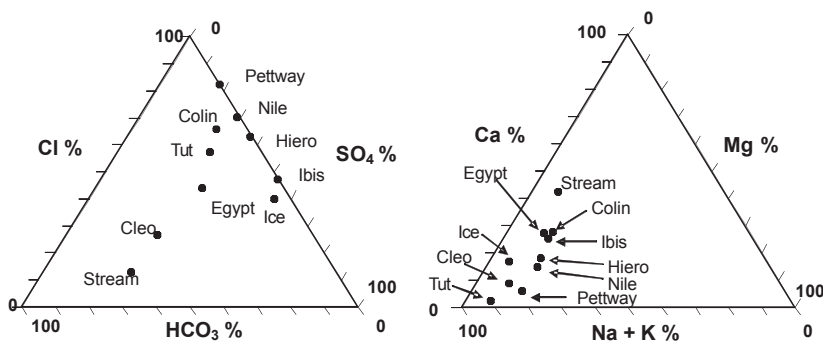 100
0
Pettway
Nile
Colin
Hiero
Cl %
Tut
SO4 %
Ibis
Egypt
Ice
Cleo
Stream
100
0
100
HCO3 %
0
100
0
Ca %
Mg %
Egypt
Stream
Colin
Ice
Ibis
Cleo
Hiero
Nile
Tut
Pettway
100
0
100
Na + K %
0